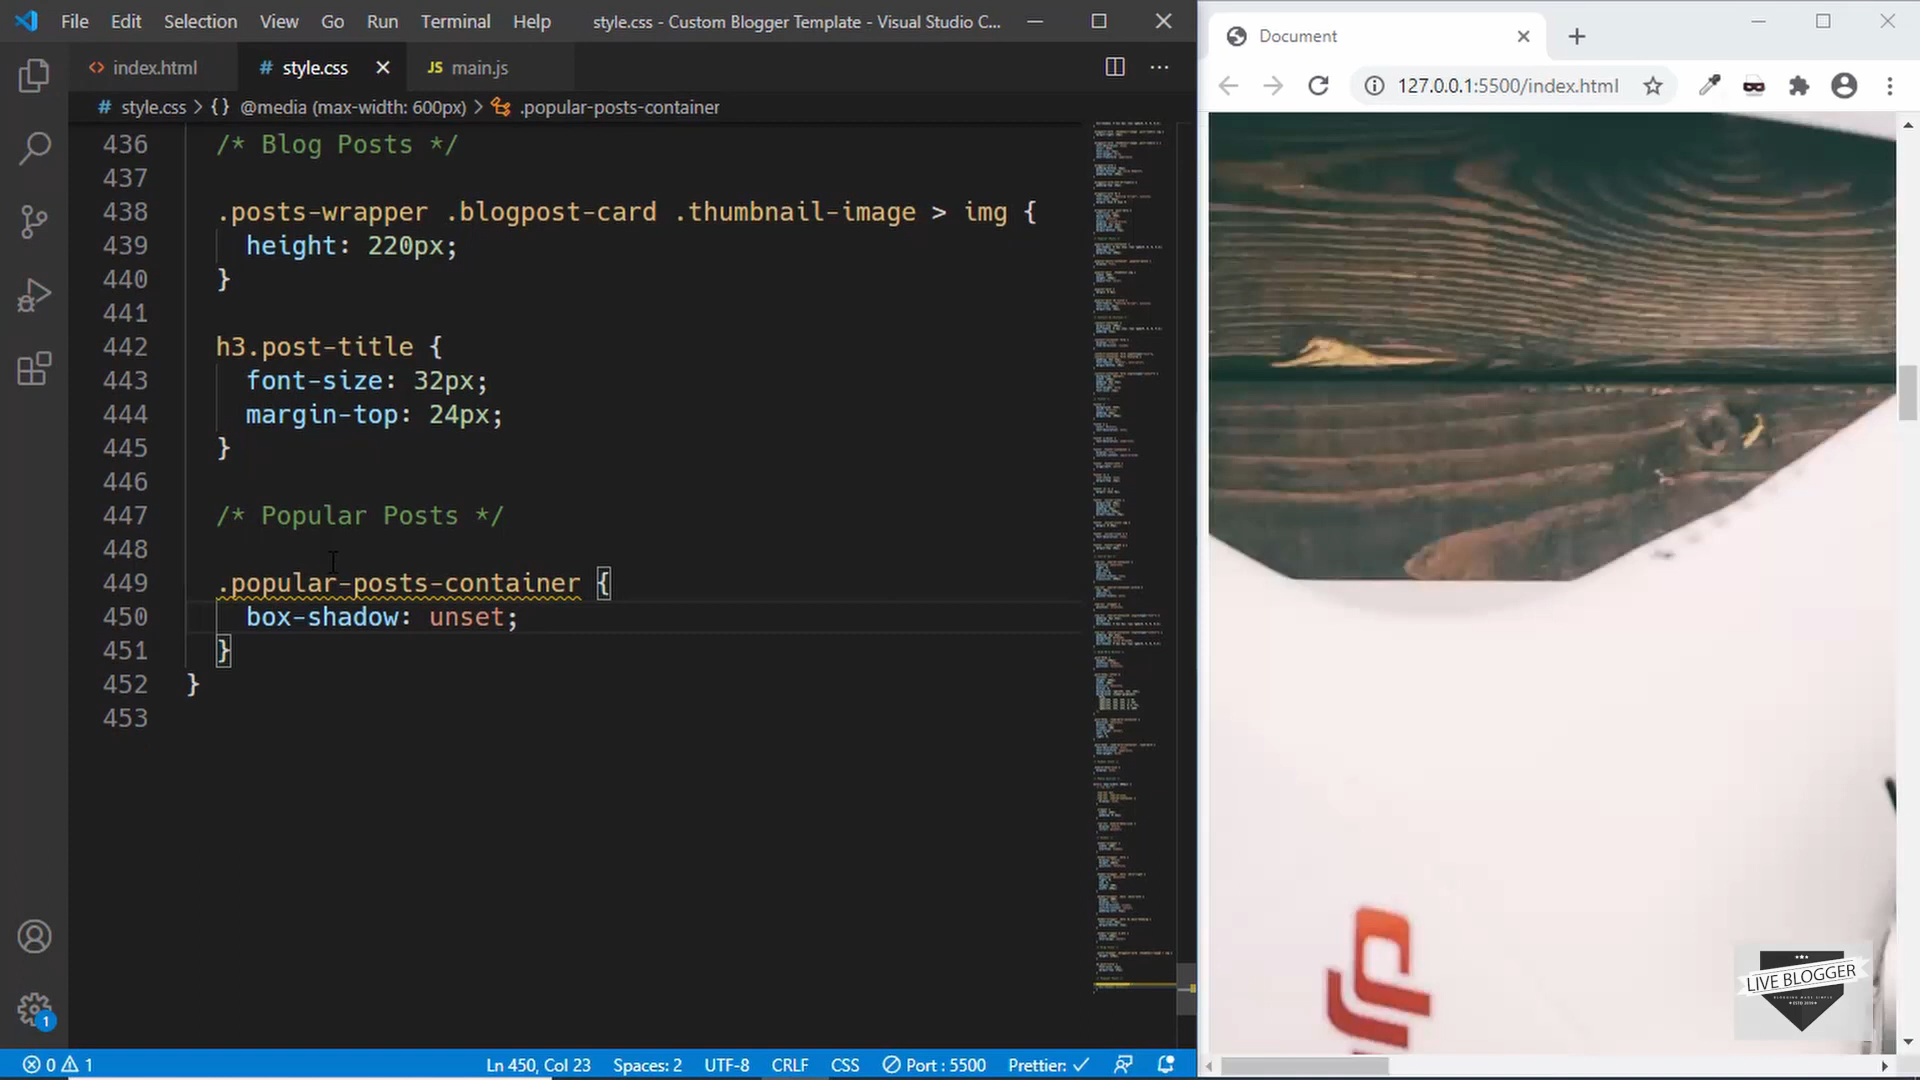 File Edit Selection View Go Run Terminal Help style.css - Custom Blogger Template - Visual Studio C...
<> index.html # style.css JS main.js
# style.css > {} @media (max-width: 600px) > .popular-posts-container
436 /* Blog Posts */
437
438 .posts-wrapper .blogpost-card .thumbnail-image > img {
439 height: 220px;
440 }
441
442 h3.post-title {
443 font-size: 32px;
444 margin-top: 24px;
445 }
446
447 /* Popular Posts */
448
449 .popular-posts-container {
450 box-shadow: unset;
451 }
452 }
453
1
0 1 Ln 450, Col 23 Spaces: 2 UTF-8 CRLF CSS Port : 5500 Prettier: ✓
Document
127.0.0.1:5500/index.html
LIVE BLOGGER